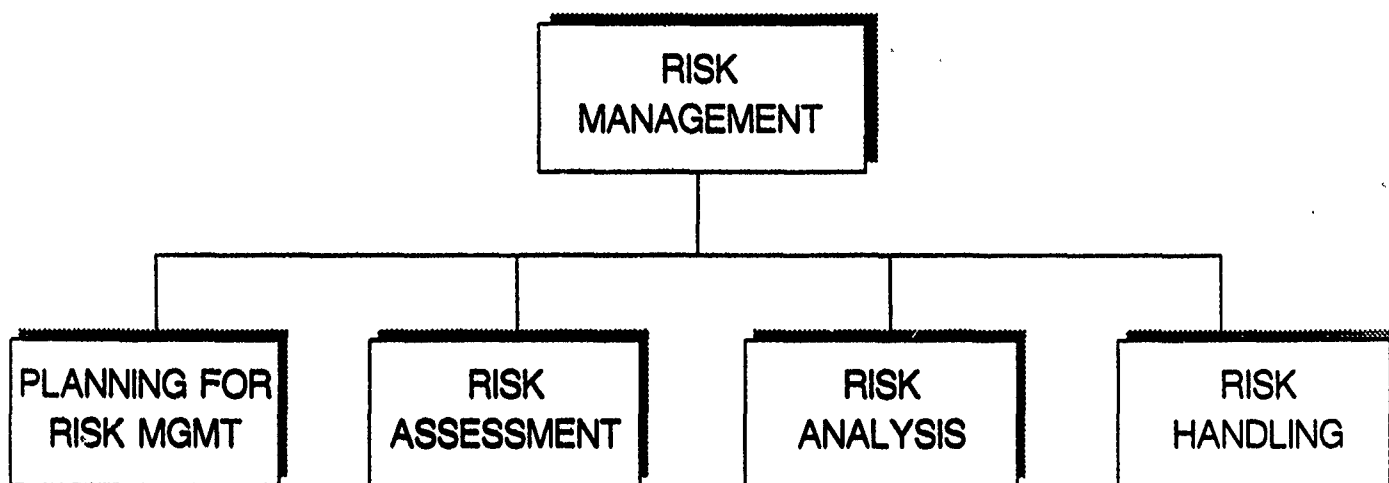 RISK
MANAGEMENT
PLANNING FOR
RISK MGMT
RISK
ASSESSMENT
RISK
ANALYSIS
RISK
HANDLING